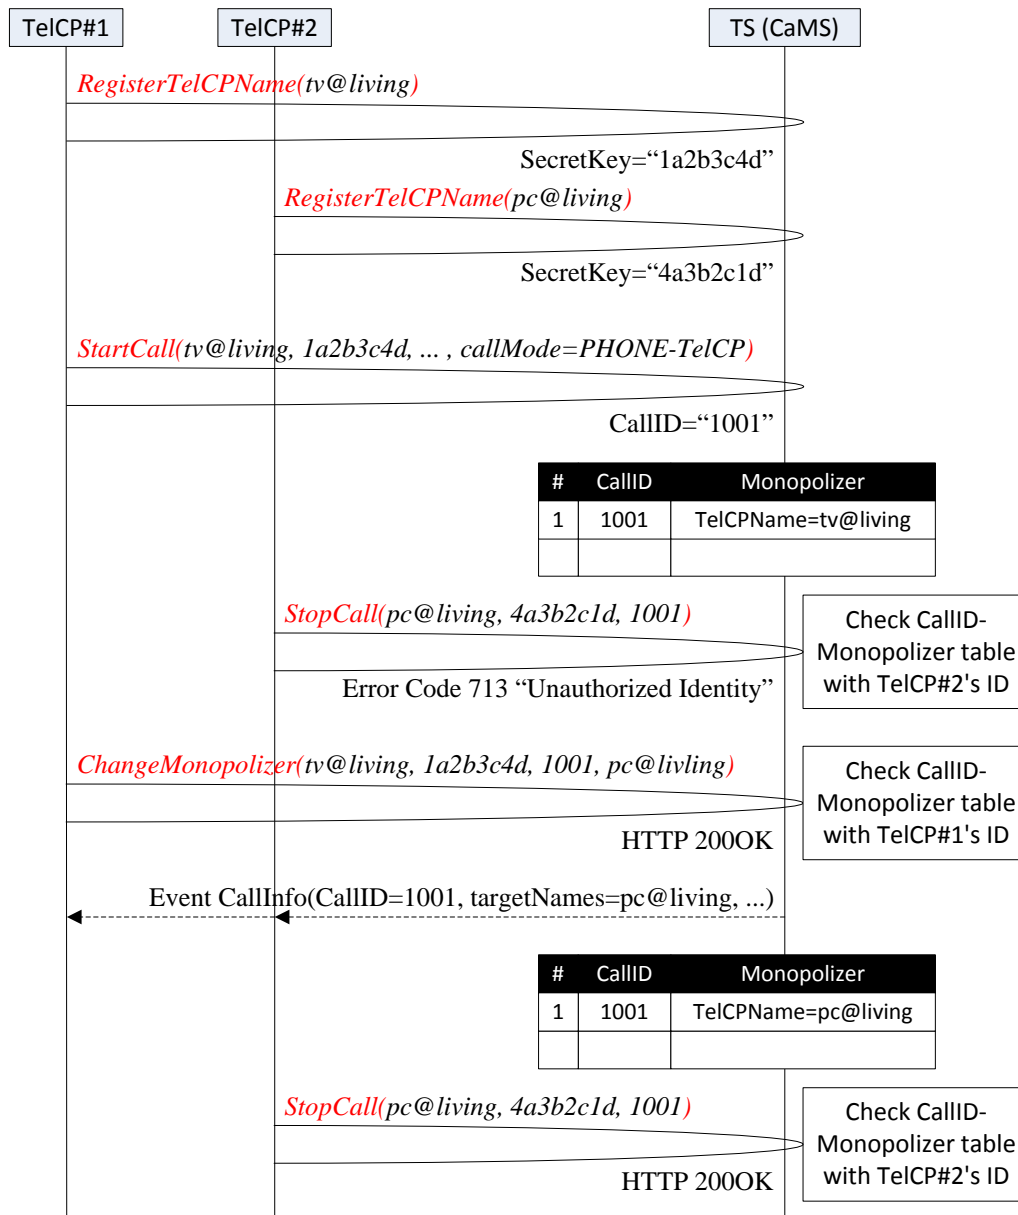 TelCP#1 TelCP#2 TS (CaMS)
RegisterTelCPName(tv@living)
SecretKey=“1a2b3c4d”
RegisterTelCPName(pc@living)
SecretKey=“4a3b2c1d”
StartCall(tv@living, 1a2b3c4d, ... , callMode=PHONE-TelCP)
CallID=“1001”
# CallID Monopolizer
1 1001 TelCPName=tv@living
StopCall(pc@living, 4a3b2c1d, 1001)
Error Code 713 “Unauthorized Identity”
Check CallID-
Monopolizer table
with TelCP#2's ID
ChangeMonopolizer(tv@living, 1a2b3c4d, 1001, pc@livling)
HTTP 200OK
Check CallID-
Monopolizer table
with TelCP#1's ID
Event CallInfo(CallID=1001, targetNames=pc@living, ...)
# CallID Monopolizer
1 1001 TelCPName=pc@living
StopCall(pc@living, 4a3b2c1d, 1001)
HTTP 200OK
Check CallID-
Monopolizer table
with TelCP#2's ID